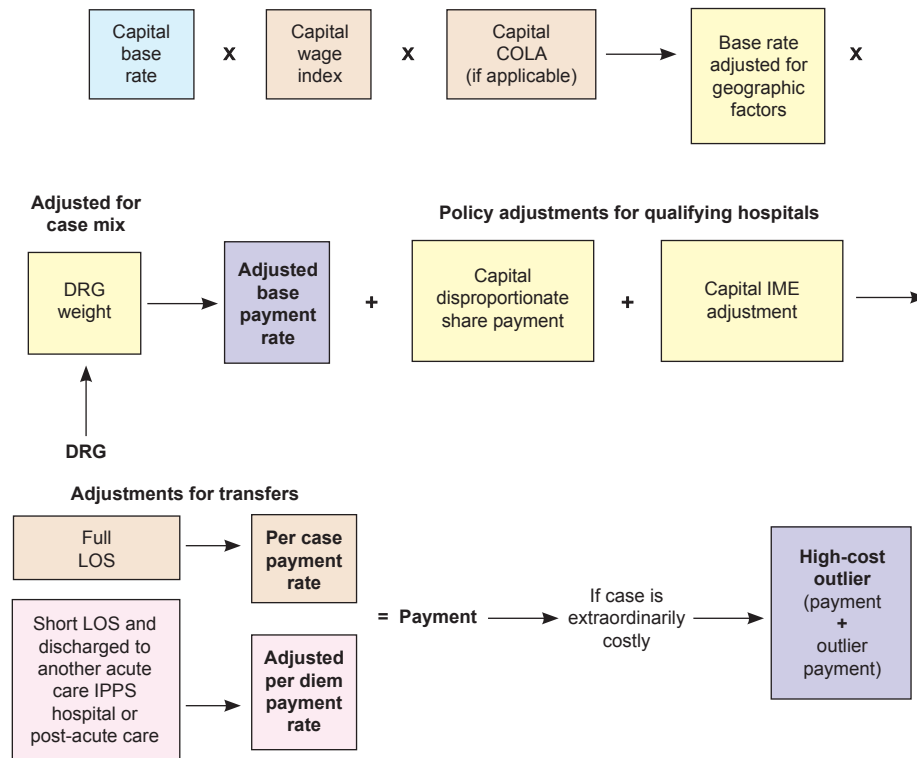 Capital
base
rate
x
Capital
wage
index
x
Capital
COLA
(if applicable)
Base rate
adjusted for
geographic
factors
x
Adjusted for
case mix
Policy adjustments for qualifying hospitals
DRG
weight
Adjusted
base
payment
rate
+
Capital
disproportionate
share payment
+
Capital IME
adjustment
DRG
Adjustments for transfers
Full
LOS
Per case
payment
rate
Short LOS and
discharged to
another acute
care IPPS
hospital or
post-acute care
Adjusted
per diem
payment
rate
= Payment
If case is
extraordinarily
costly
High-cost
outlier
(payment
+
outlier
payment)